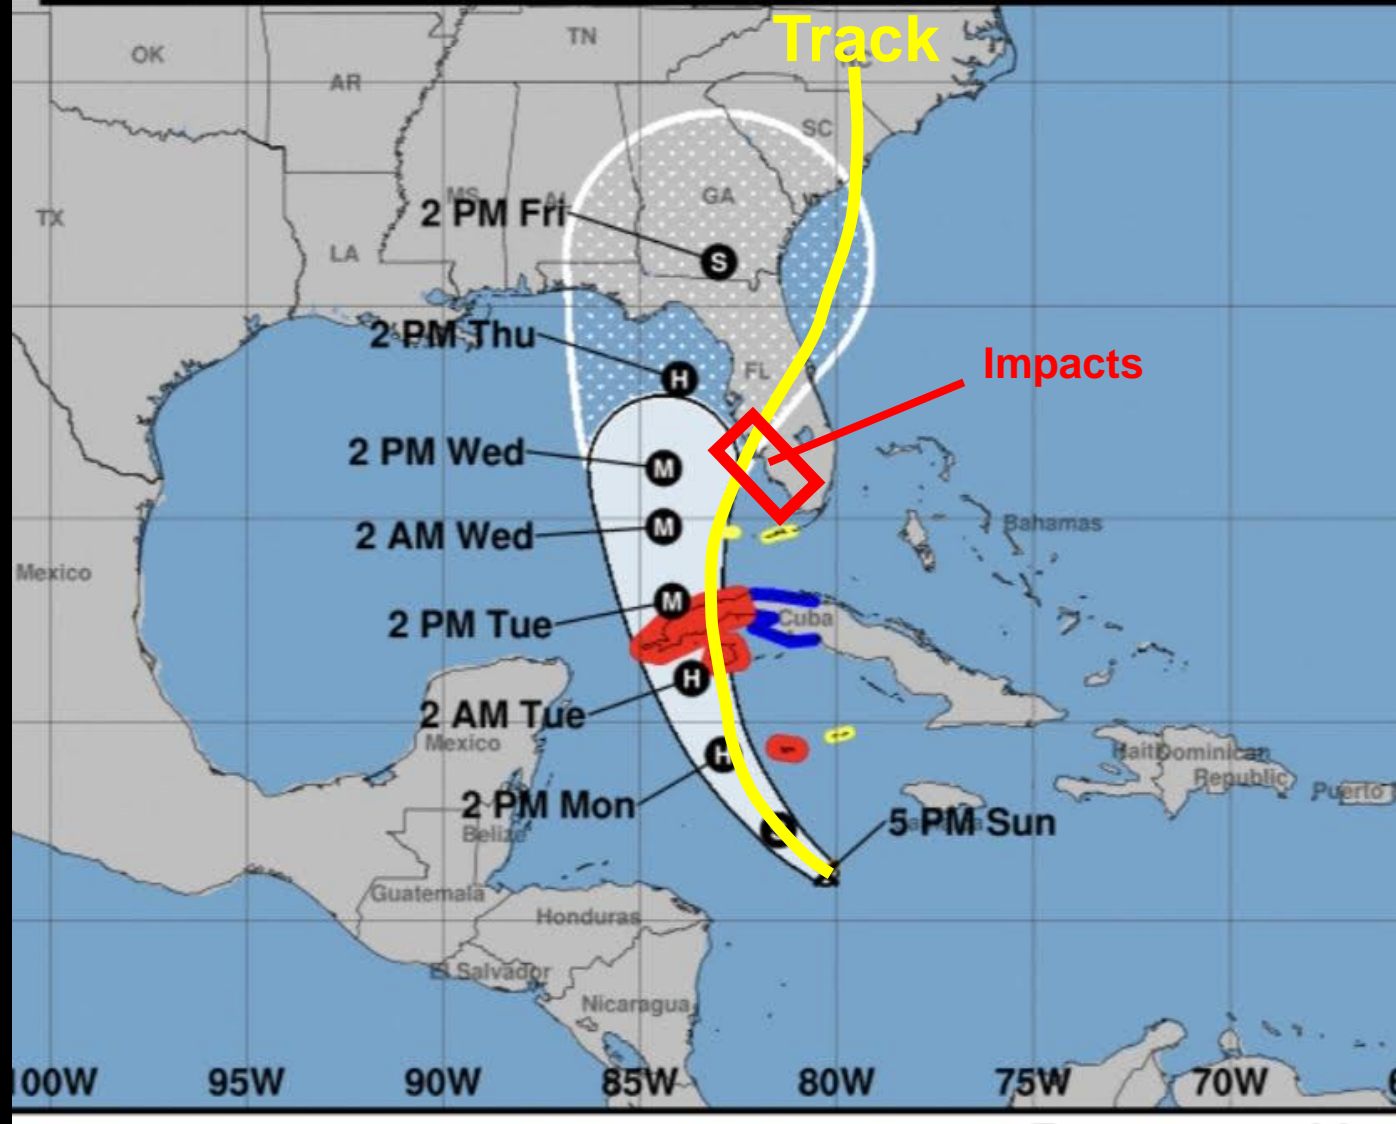 Track
OK
TN
AR
NC
SC
MS
AL
GA
TX
2 PM Fri
S
LA
2 PM Thu
H
FL
Impacts
2 PM Wed
M
2 AM Wed
M
Bahamas
Mexico
M
2 PM Tue
Cuba
H
2 AM Tue
Mexico
H
Haiti
Dominican
Republic
Puerto
2 PM Mon
5 PM Sun
Belize
Guatemala
Honduras
El Salvador
Nicaragua
100W
95W
90W
85W
80W
75W
70W